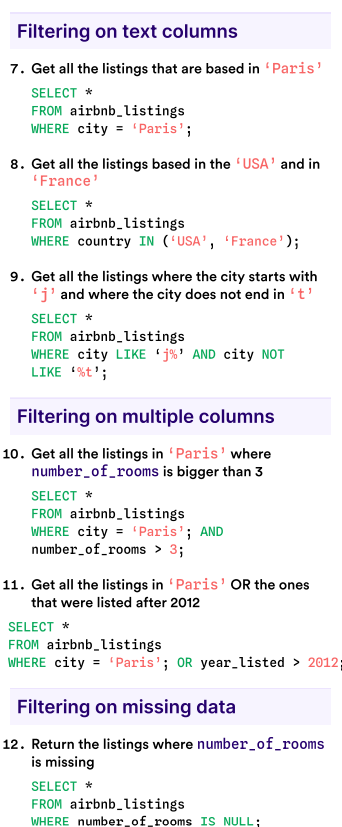 Filtering on text columns
7. Get all the listings that are based in ‘Paris’
SELECT *
FROM airbnb_listings
WHERE city = ‘Paris’;
8. Get all the listings based in the ‘USA’ and in
‘France’
SELECT *
FROM airbnb_listings
WHERE country IN (‘USA’, ‘France’);
9. Get all the listings where the city starts with
‘j’ and where the city does not end in ‘t’
SELECT *
FROM airbnb_listings
WHERE city LIKE ‘j%’ AND city NOT
LIKE ‘%t’;
Filtering on multiple columns
10. Get all the listings in ‘Paris’ where
number_of_rooms is bigger than 3
SELECT *
FROM airbnb_listings
WHERE city = ‘Paris’; AND
number_of_rooms > 3;
11. Get all the listings in ‘Paris’ OR the ones
that were listed after 2012
SELECT *
FROM airbnb_listings
WHERE city = ‘Paris’; OR year_listed > 2012;
Filtering on missing data
12. Return the listings where number_of_rooms
is missing
SELECT *
FROM airbnb_listings
WHERE number_of_rooms IS NULL;